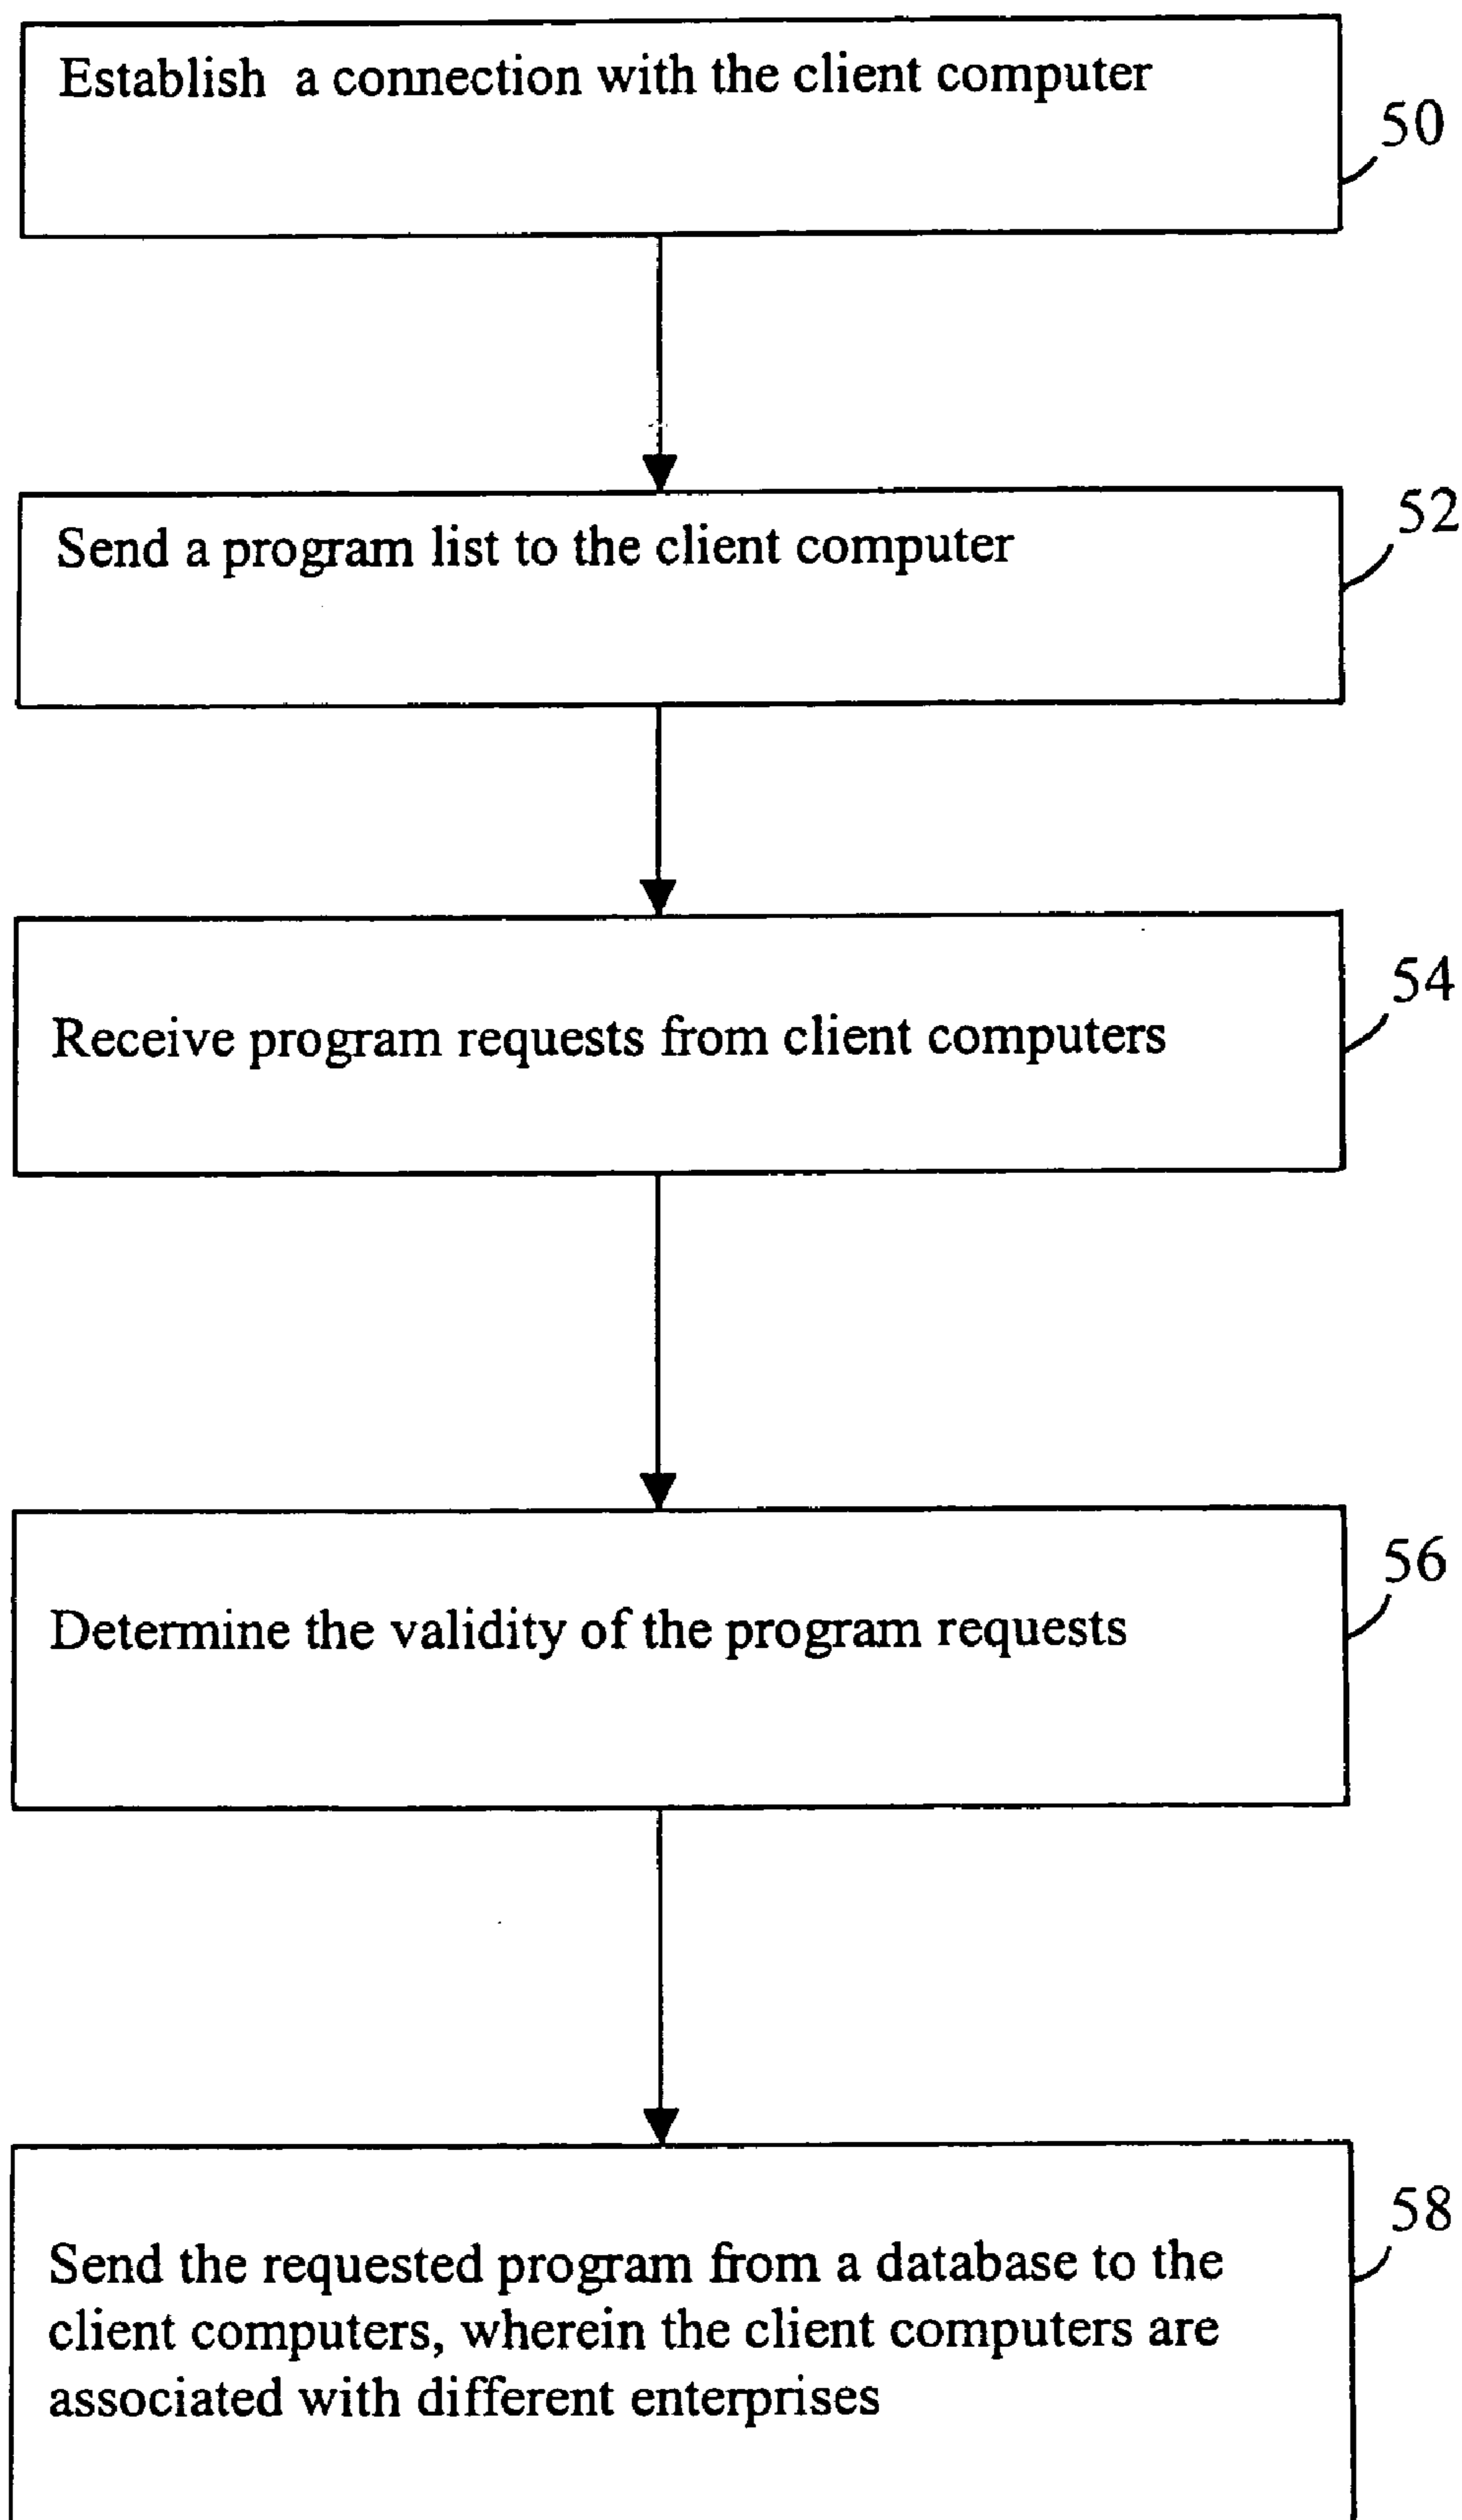 Establish a connection with the client computer
50
Send a program list to the client computer
52
Receive program requests from client computers
54
Determine the validity of the program requests
56
Send the requested program from a database to the
client computers, wherein the client computers are
associated with different enterprises
58